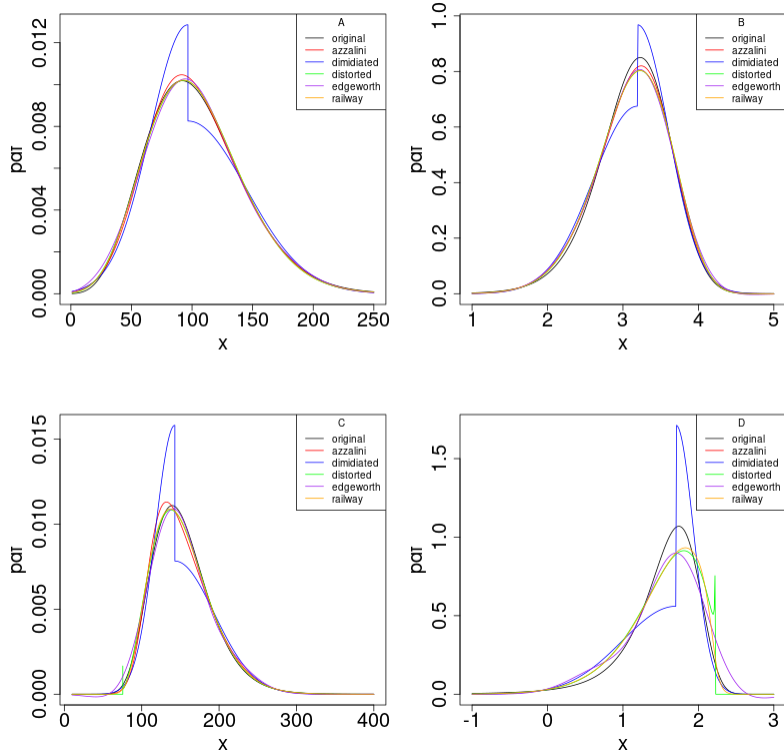 A
original
azzalini
dimidiated
distorted
edgeworth
railway
0.012
0.008
0.004
0.000
0
50
100
150
200
250
x
B
original
azzalini
dimidiated
distorted
edgeworth
railway
1.0
0.8
0.6
0.4
0.2
0.0
1
2
3
4
5
x
C
original
azzalini
dimidiated
distorted
edgeworth
railway
0.015
0.010
0.005
0.000
0
100
200
300
400
x
D
original
azzalini
dimidiated
distorted
edgeworth
railway
1.5
1.0
0.5
0.0
-1
0
1
2
3
x